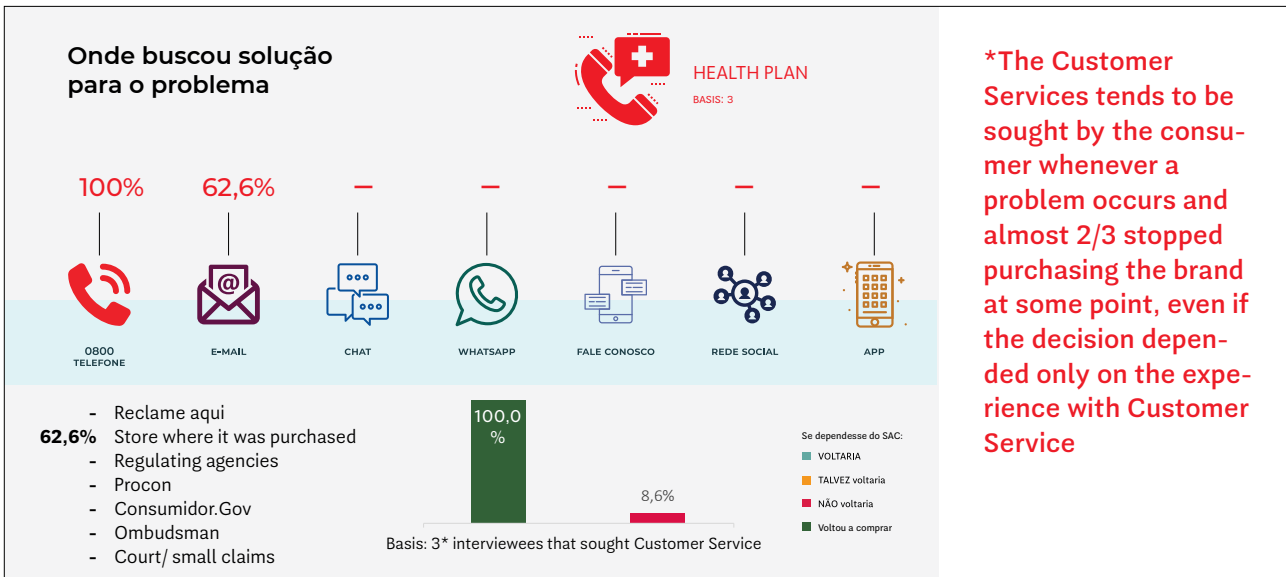 Onde buscou solução
para o problema
HEALTH PLAN
BASIS: 3
100%
62,6%
–
–
–
–
–
0800
TELEFONE
E-MAIL
CHAT
WHATSAPP
FALE CONOSCO
REDE SOCIAL
APP
- Reclame aqui
62,6% Store where it was purchased
- Regulating agencies
- Procon
- Consumidor.Gov
- Ombudsman
- Court/ small claims
100,0
%
8,6%
Basis: 3* interviewees that sought Customer Service
Se dependesse do SAC:
VOLTARIA
TALVEZ voltaria
NÃO voltaria
Voltou a comprar
*The Customer
Services tends to be
sought by the consu-
mer whenever a
problem occurs and
almost 2/3 stopped
purchasing the brand
at some point, even if
the decision depen-
ded only on the expe-
rience with Customer
Service